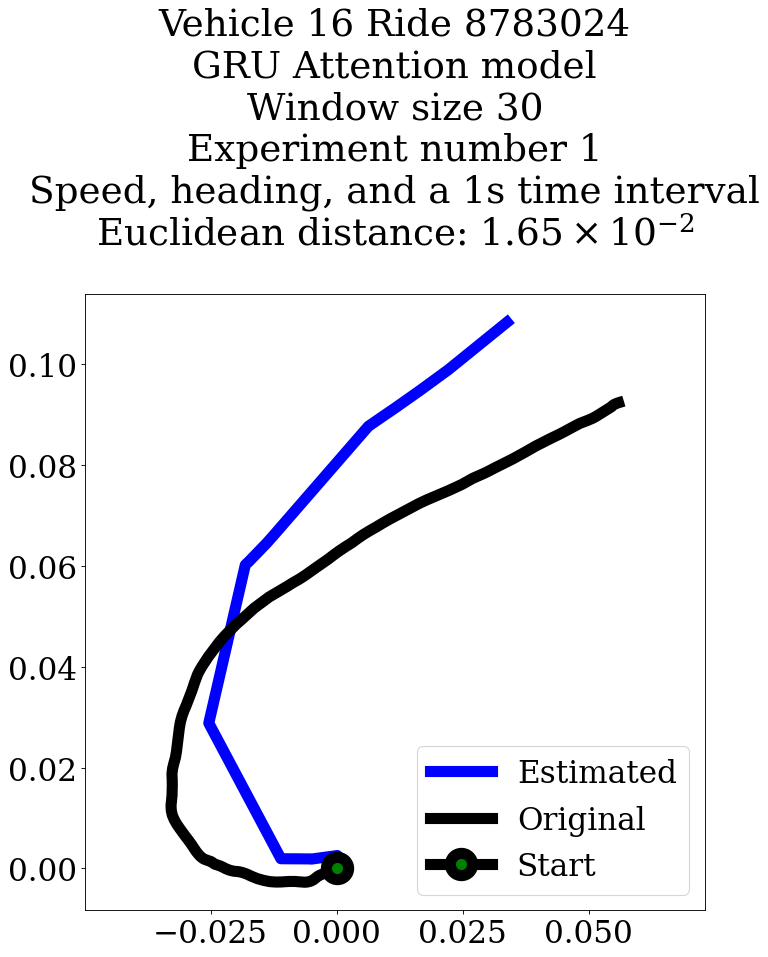 Vehicle 16 Ride 8783024
GRU Attention model
Window size 30
Experiment number 1
Speed, heading, and a 1s time interval
Euclidean distance: 1.65 × 10⁻²
0.10
0.08
0.06
0.04
0.02
0.00
Estimated
Original
Start
−0.025 0.000 0.025 0.050